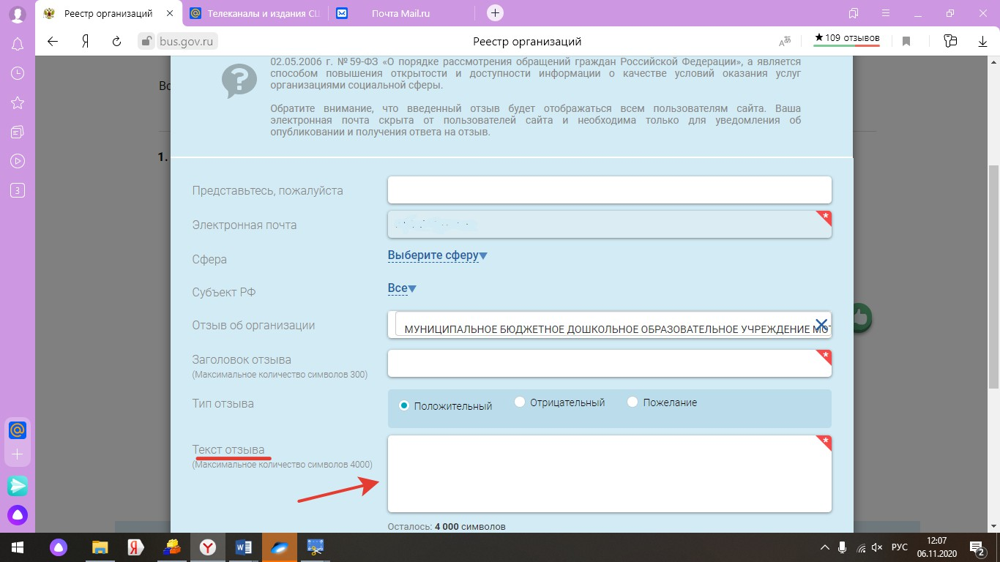 Реестр организаций
Телеканалы и издания СЦ
Почта Mail.ru
bus.gov.ru
Реестр организаций
★109 отзывов
02.05.2006 г. №59-ФЗ «О порядке рассмотрения обращений граждан Российской Федерации», а является
способом повышения открытости и доступности информации о качестве условий оказания услуг
организациями социальной сферы.
Обратите внимание, что введенный отзыв будет отображаться всем пользователям сайта. Ваша
электронная почта скрыта от пользователей сайта и необходима только для уведомления об
опубликовании и получения ответа на отзыв.
Вс
1.
3
Представьтесь, пожалуйста
Электронная почта
Сфера
Выберите сферу
Субъект РФ
Все
Отзыв об организации
МУНИЦИПАЛЬНОЕ БЮДЖЕТНОЕ ДОШКОЛЬНОЕ ОБРАЗОВАТЕЛЬНОЕ УЧРЕЖДЕНИЕ МОТ
Заголовок отзыва
(Максимальное количество символов 300)
Тип отзыва
Положительный
Отрицательный
Пожелание
Текст отзыва
(Максимальное количество символов 4000)
Осталось: 4 000 символов
РУС
12:07
06.11.2020
2